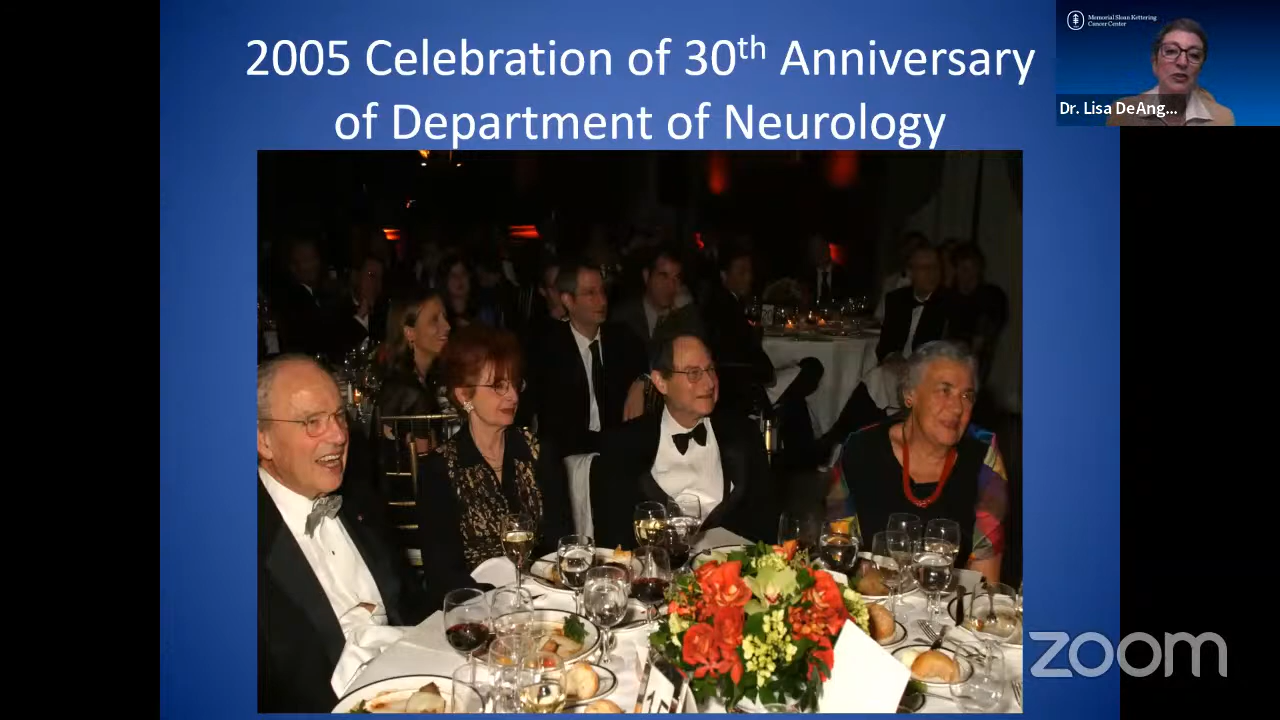 2005 Celebration of 30th Anniversary
of Department of Neurology
Memorial Sloan Kettering
Cancer Center
Dr. Lisa DeAng...
zoom